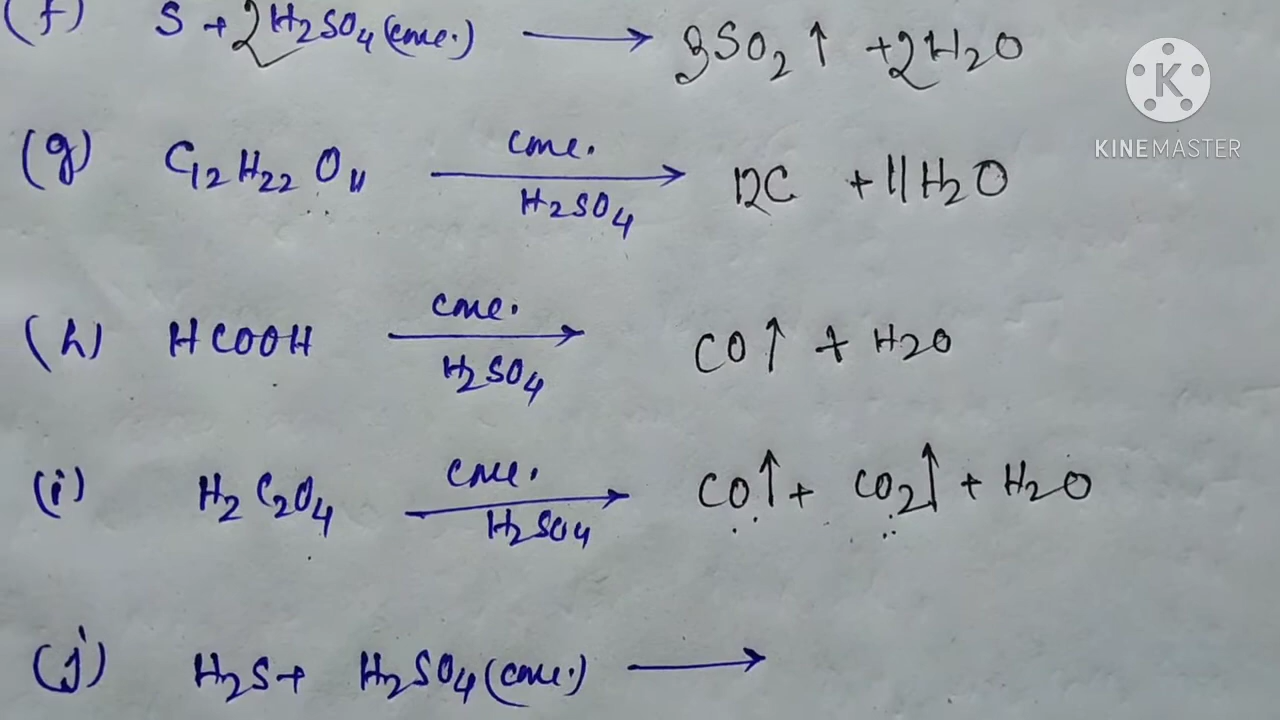 (f) S + 2H2SO4 (conc.) ⟶ 3SO2 ↑ + 2H2O
K
KINEMASTER
(g) C12H22O11 conc. H2SO4 ⟶ 12C + 11H2O
(h) HCOOH conc. H2SO4 ⟶ CO ↑ + H2O
(i) H2C2O4 conc. H2SO4 ⟶ CO ↑ + CO2 ↑ + H2O
(j) H2S + H2SO4 (conc.) ⟶